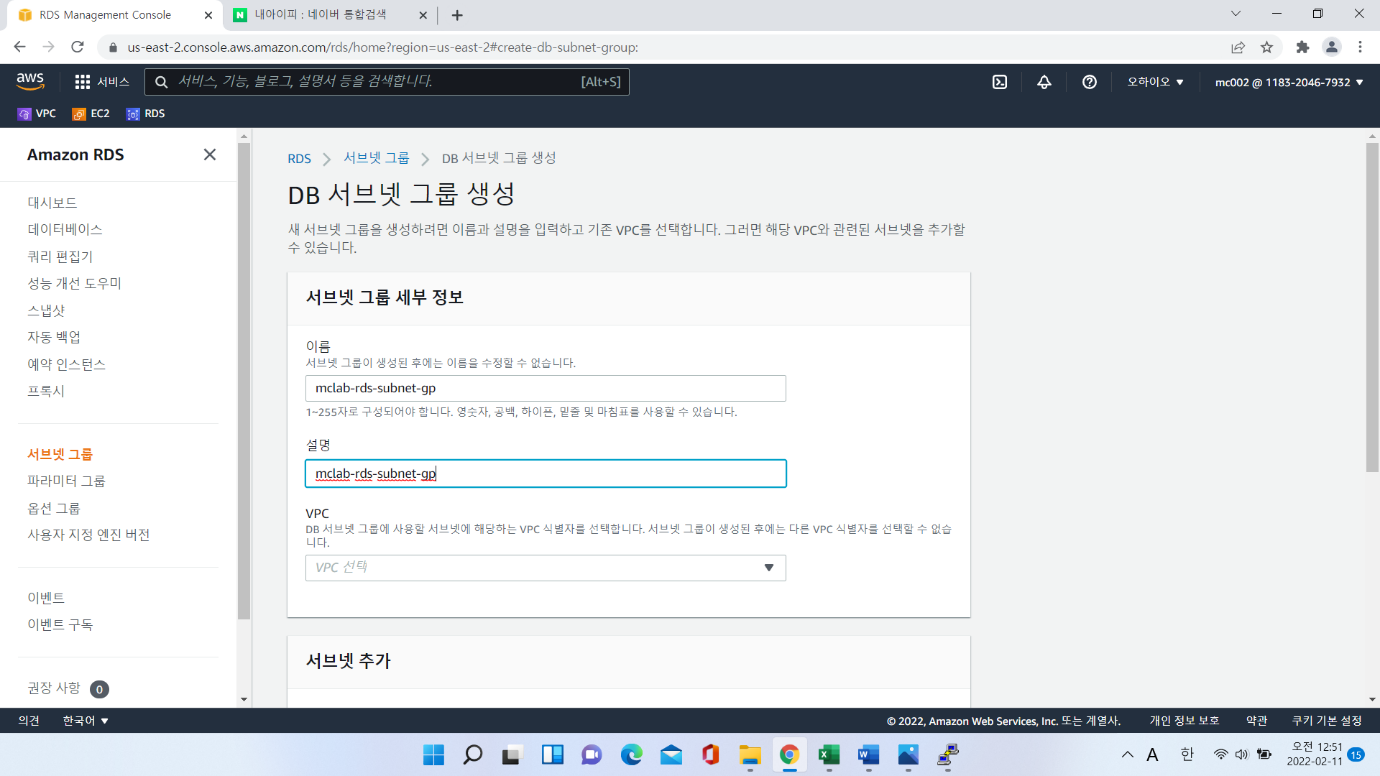 RDS Management Console
내아이피 : 네이버 통합검색
us-east-2.console.aws.amazon.com/rds/home?region=us-east-2#create-db-subnet-group:
aws
서비스
서비스, 기능, 블로그, 설명서 등을 검색합니다.
[Alt+S]
오하이오 ▼
mc002 @ 1183-2046-7932 ▼
VPC
EC2
RDS
Amazon RDS
대시보드
데이터베이스
쿼리 편집기
성능 개선 도우미
스냅샷
자동 백업
예약 인스턴스
프록시
서브넷 그룹
파라미터 그룹
옵션 그룹
사용자 지정 엔진 버전
이벤트
이벤트 구독
권장 사항 0
RDS > 서브넷 그룹 > DB 서브넷 그룹 생성
DB 서브넷 그룹 생성
새 서브넷 그룹을 생성하려면 이름과 설명을 입력하고 기존 VPC를 선택합니다. 그러면 해당 VPC와 관련된 서브넷을 추가할
수 있습니다.
서브넷 그룹 세부 정보
이름
서브넷 그룹이 생성된 후에는 이름을 수정할 수 없습니다.
mclab-rds-subnet-gp
1~255자로 구성되어야 합니다. 영숫자, 공백, 하이픈, 밑줄 및 마침표를 사용할 수 있습니다.
설명
mclab-rds-subnet-gp
VPC
DB 서브넷 그룹에 사용할 서브넷에 해당하는 VPC 식별자를 선택합니다. 서브넷 그룹이 생성된 후에는 다른 VPC 식별자를 선택할 수 없습
니다.
VPC 선택
서브넷 추가
의견
한국어 ▼
© 2022, Amazon Web Services, Inc. 또는 계열사.
개인 정보 보호
약관
쿠키 기본 설정
A
한
오전 12:51
2022-02-11
15